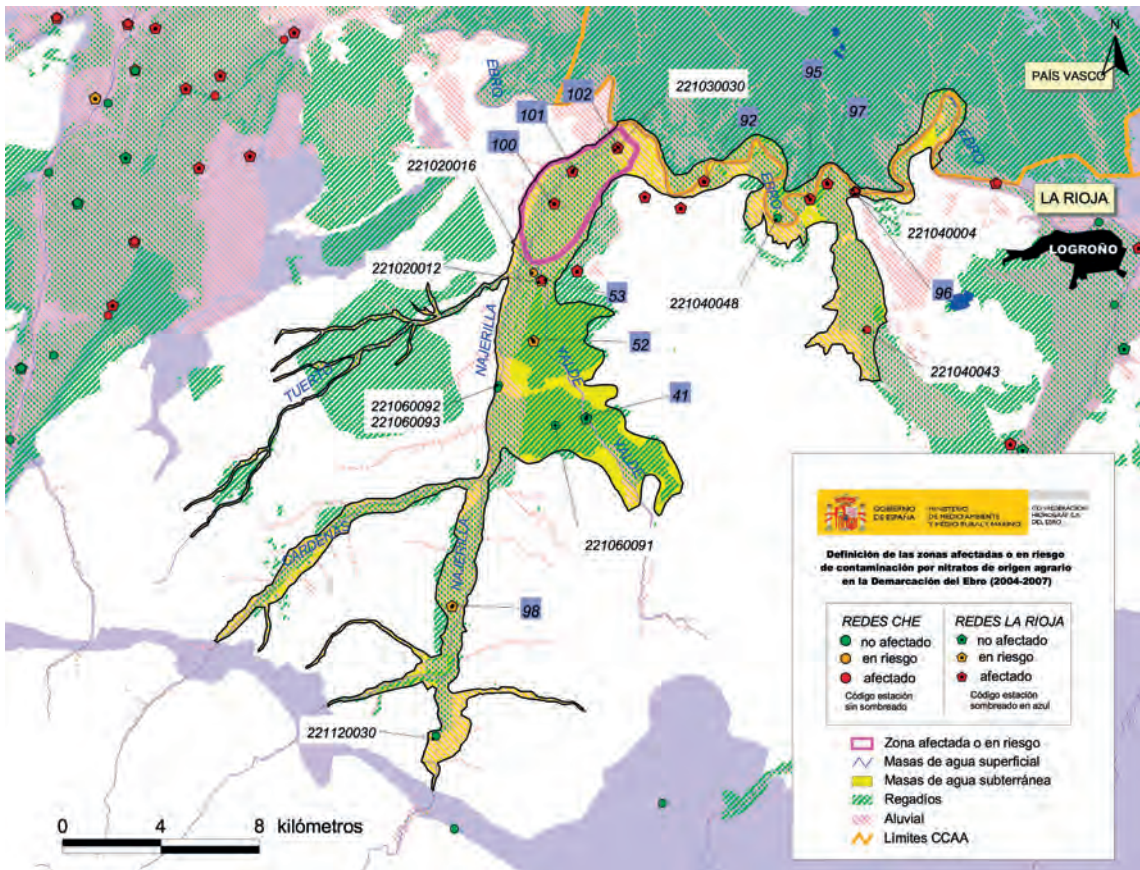 N
PAÍS VASCO
EBRO
95
102
221030030
97
101
92
100
EBRO
221020016
EBRO
LA RIOJA
221040004
LOGROÑO
221020012
53
221040048
96
NAJERILLA
52
YALDE
221040043
TUERTO
221060092
221060093
41
YALDE
221060091
CARDENAS
NAJERILLA
98
221120030
0 4 8 kilómetros
GOBIERNO
DE ESPAÑA
MINISTERIO
DE MEDIO AMBIENTE
Y MEDIO RURAL Y MARINO
CONFEDERACIÓN
HIDROGRÁFICA
DEL EBRO
Definición de las zonas afectadas o en riesgo
de contaminación por nitratos de origen agrario
en la Demarcación del Ebro (2004-2007)
REDES CHE
no afectado
en riesgo
afectado
Código estación
sin sombreado
REDES LA RIOJA
no afectado
en riesgo
afectado
Código estación
sombreado en azul
Zona afectada o en riesgo
Masas de agua superficial
Masas de agua subterránea
Regadíos
Aluvial
Limites CCAA